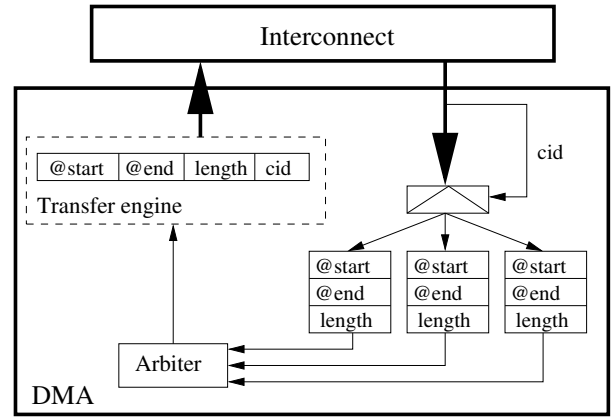 Interconnect
@start @end length cid
Transfer engine
cid
@start @start @start
@end @end @end
length length length
Arbiter
DMA